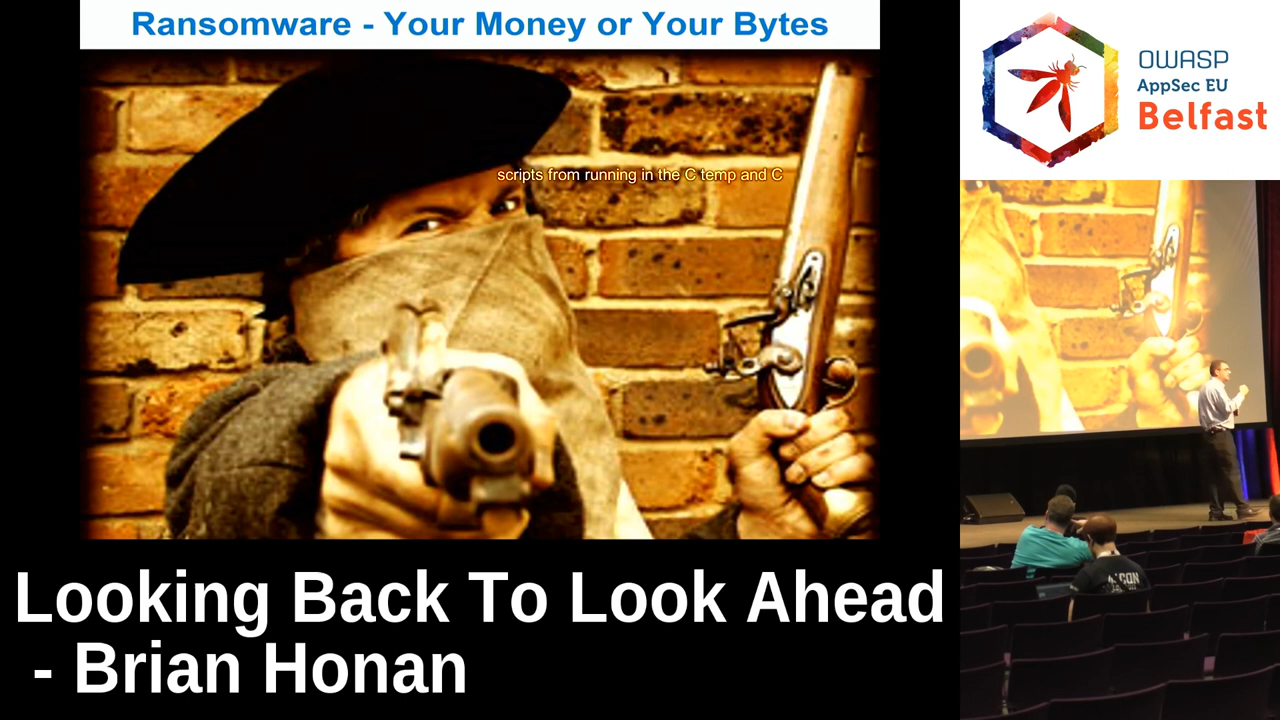 Ransomware - Your Money or Your Bytes
scripts from running in the C temp and C
OWASP
AppSec EU
Belfast
Looking Back To Look Ahead
- Brian Honan